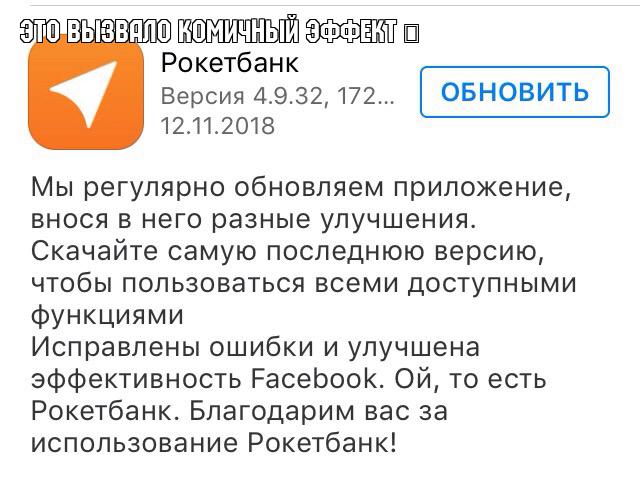 ЭТО ВЫЗВАЛО КОМИЧНЫЙ ЭФФЕКТ
Рокетбанк
Версия 4.9.32, 172...
12.11.2018
ОБНОВИТЬ
Мы регулярно обновляем приложение,
внося в него разные улучшения.
Скачайте самую последнюю версию,
чтобы пользоваться всеми доступными
функциями
Исправлены ошибки и улучшена
эффективность Facebook. Ой, то есть
Рокетбанк. Благодарим вас за
использование Рокетбанк!